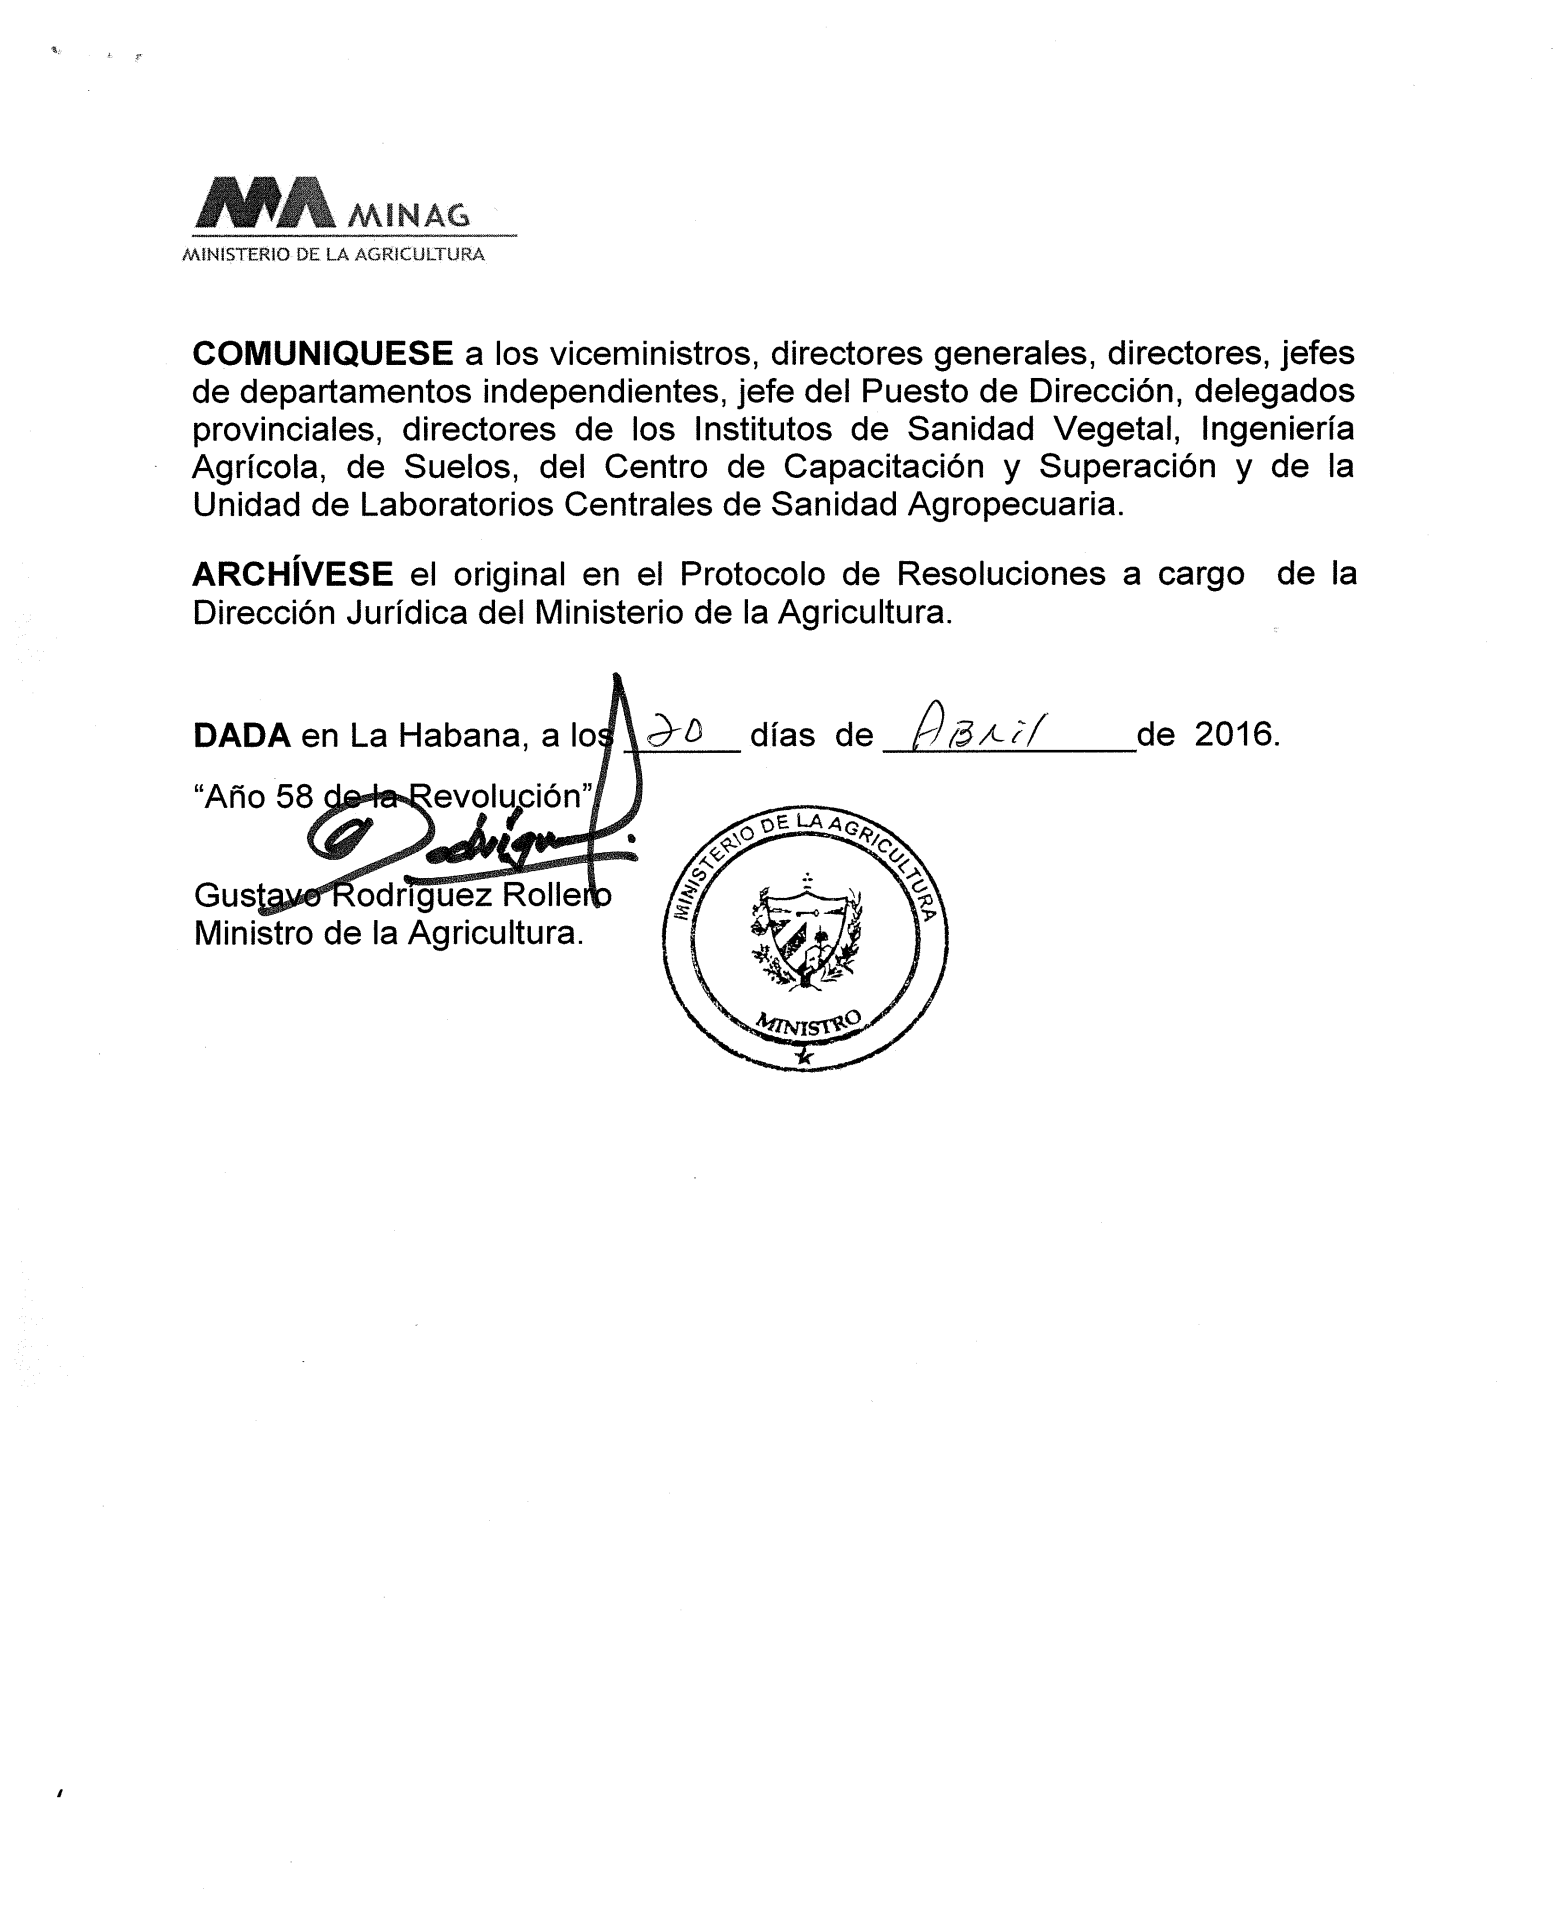 MINAG
MINISTERIO DE LA AGRICULTURA
COMUNIQUESE a los viceministros, directores generales, directores, jefes
de departamentos independientes, jefe del Puesto de Dirección, delegados
provinciales, directores de los Institutos de Sanidad Vegetal, Ingeniería
Agrícola, de Suelos, del Centro de Capacitación y Superación y de la
Unidad de Laboratorios Centrales de Sanidad Agropecuaria.
ARCHÍVESE el original en el Protocolo de Resoluciones a cargo de la
Dirección Jurídica del Ministerio de la Agricultura.
DADA en La Habana, a los 20 días de Abril de 2016.
“Año 58 de la Revolución”
Gustavo Rodríguez Rollero
Ministro de la Agricultura.
MINISTERIO DE LA AGRICULTURA
MINISTRO